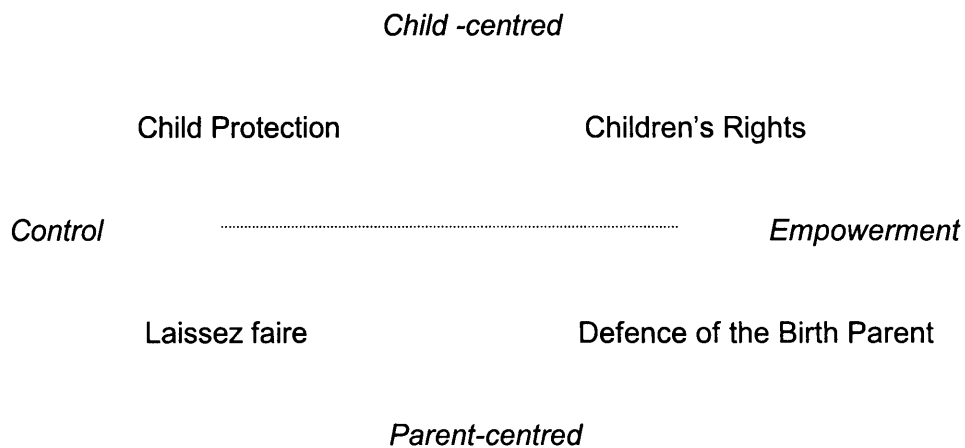 Child -centred
Child Protection Children's Rights
Control Empowerment
Laissez faire Defence of the Birth Parent
Parent-centred